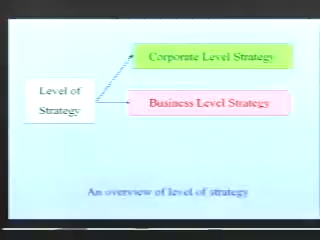 Corporate Level Strategy
Level of
Strategy
Business Level Strategy
An overview of level of strategy